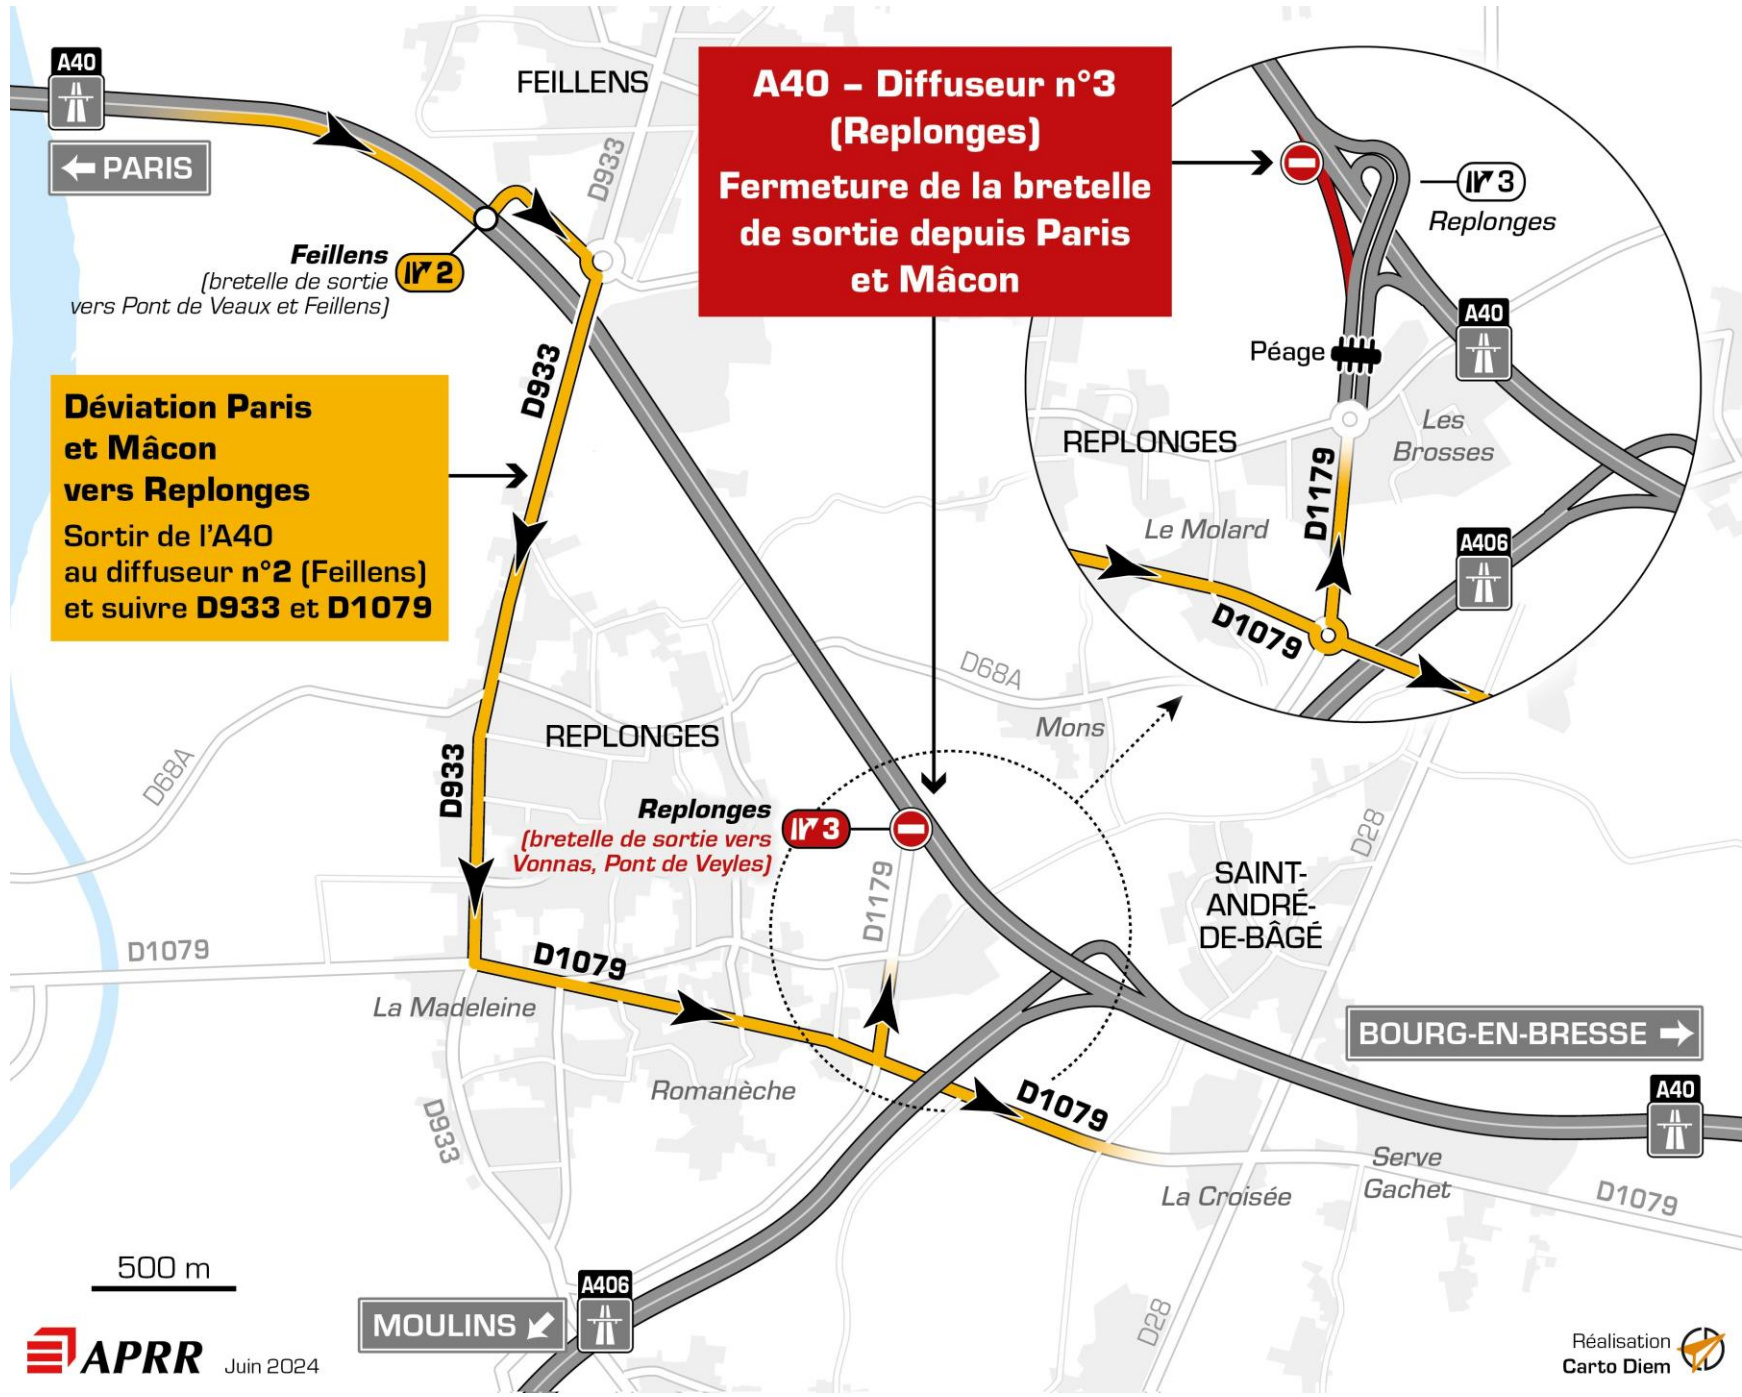 A40
PARIS
FEILLENS
D933
A40 – Diffuseur n°3
(Replonges)
Fermeture de la bretelle
de sortie depuis Paris
et Mâcon
3
Replonges
A40
Péage
Les
Brosses
REPLONGES
D1179
Le Molard
A406
D1079
Feillens
(bretelle de sortie
vers Pont de Veaux et Feillens)
2
D933
Déviation Paris
et Mâcon
vers Replonges
Sortir de l'A40
au diffuseur n°2 (Feillens)
et suivre D933 et D1079
D68A
Mons
REPLONGES
D68A
D933
Replonges
(bretelle de sortie vers
Vonnas, Pont de Veyles)
3
D1179
D28
SAINT-
ANDRÉ-
DE-BÂGÉ
D1079
D1079
La Madeleine
BOURG-EN-BRESSE
A40
Romanèche
D1079
D933
Serve
Gachet
La Croisée
D1079
500 m
A406
MOULINS
D28
APRR
Juin 2024
Réalisation
Carto Diem